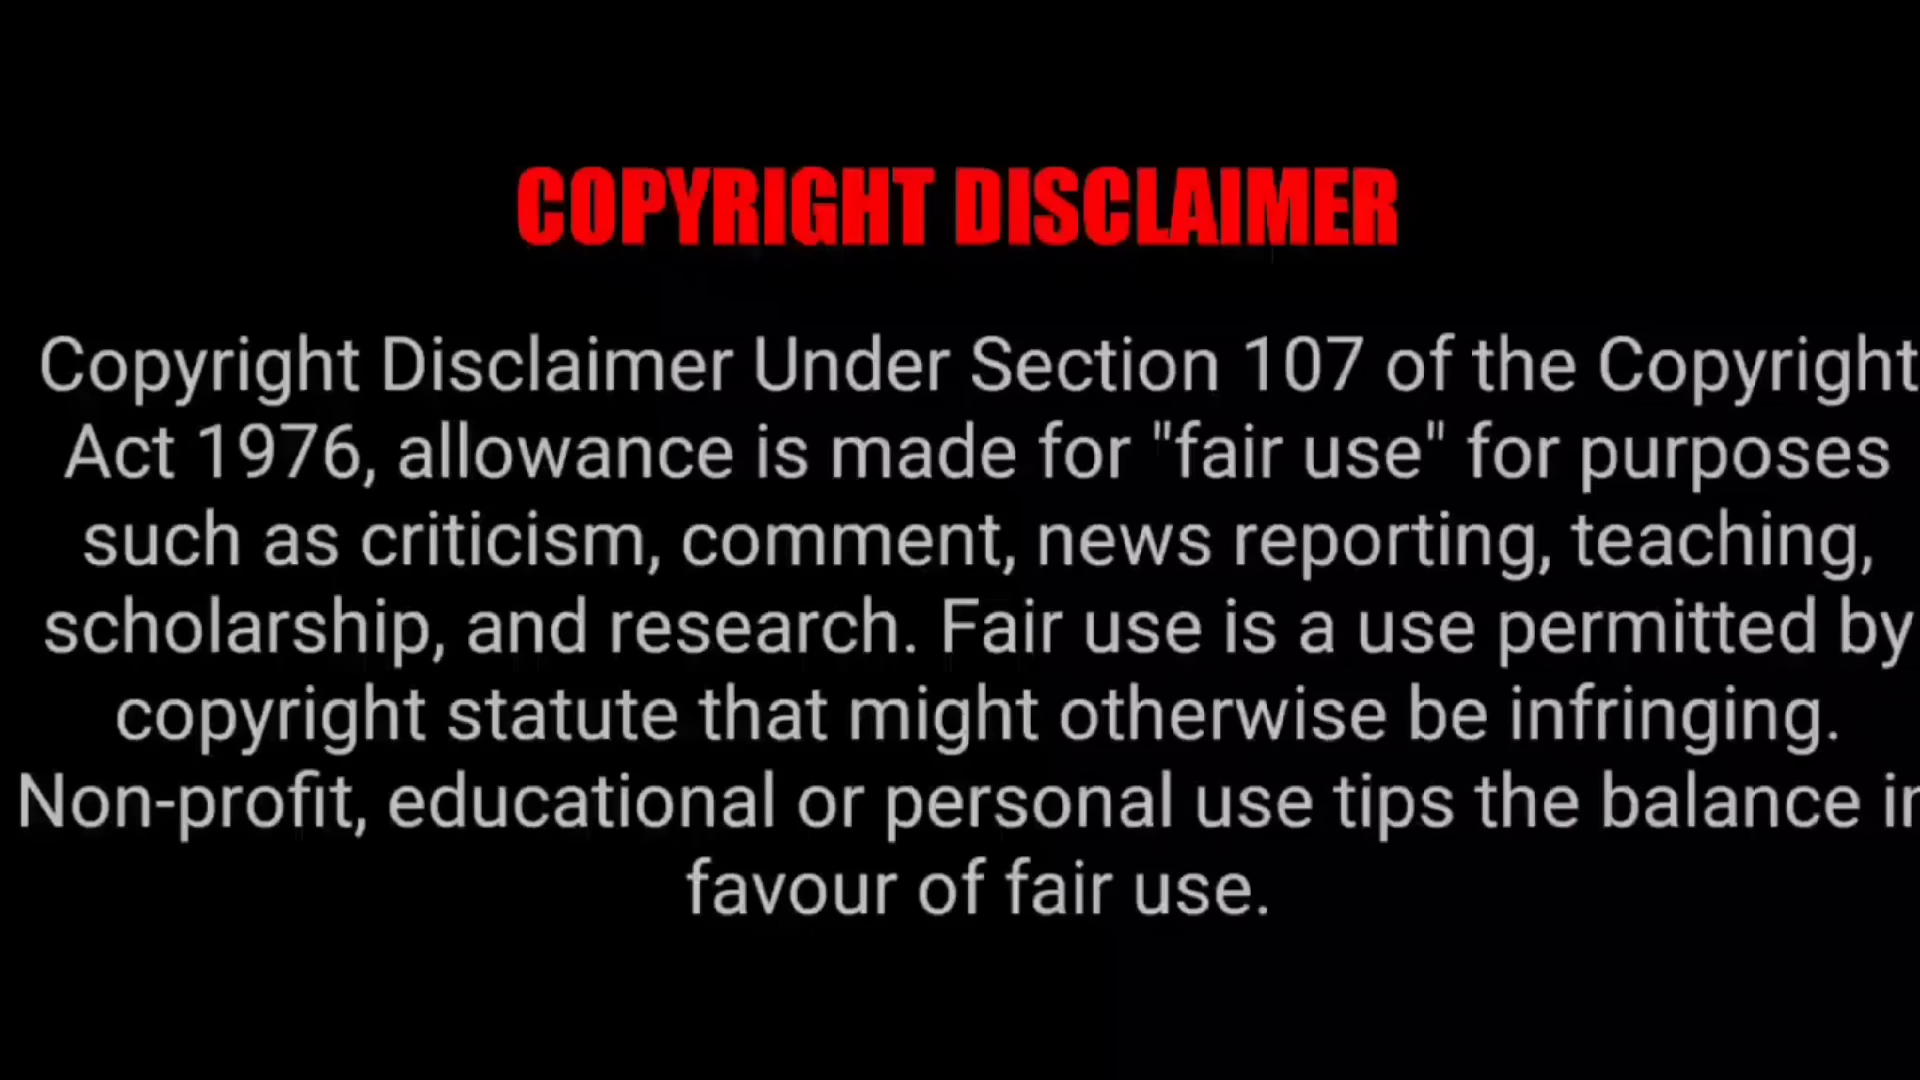 COPYRIGHT DISCLAIMER
Copyright Disclaimer Under Section 107 of the Copyright
Act 1976, allowance is made for "fair use" for purposes
such as criticism, comment, news reporting, teaching,
scholarship, and research. Fair use is a use permitted by
copyright statute that might otherwise be infringing.
Non-profit, educational or personal use tips the balance in
favour of fair use.